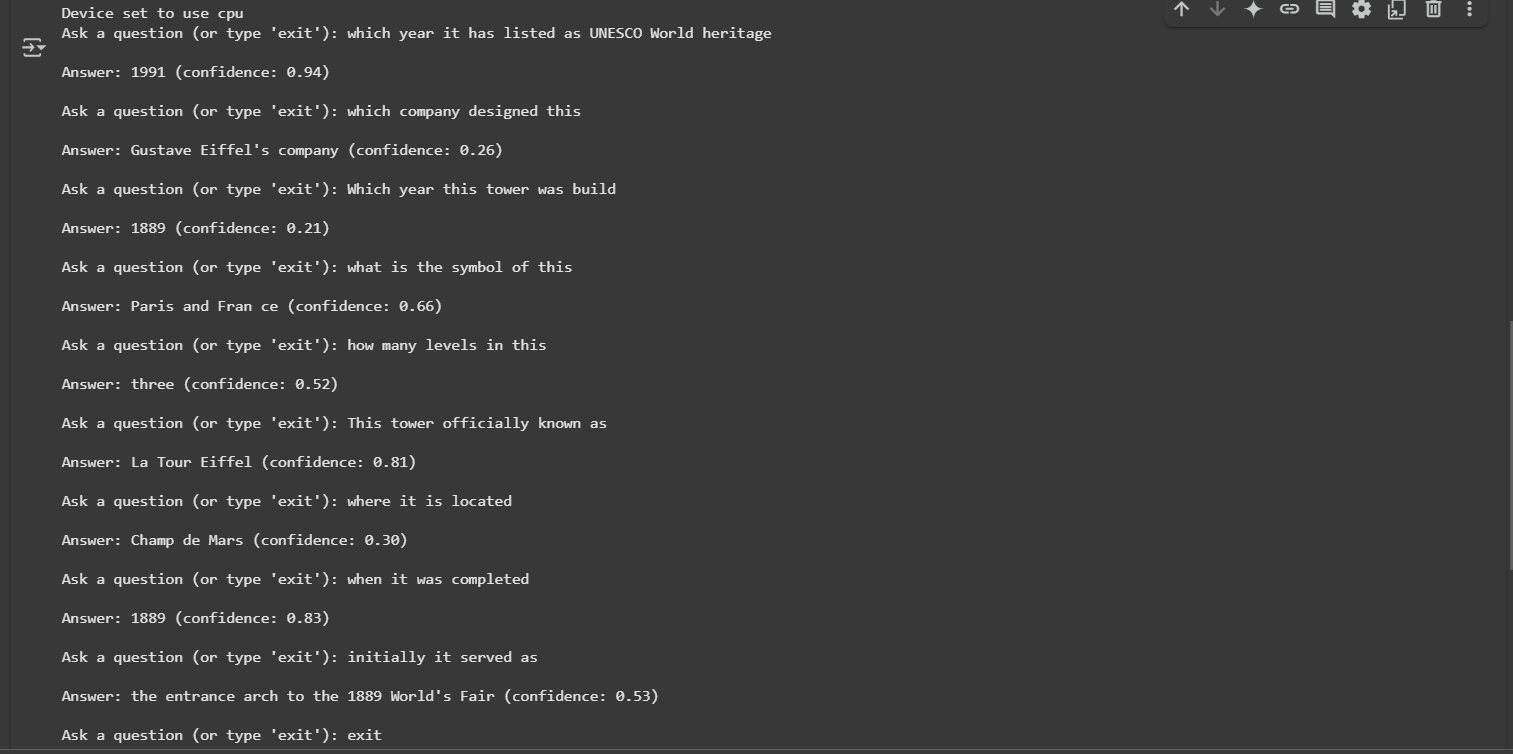 Device set to use cpu
Ask a question (or type 'exit'): which year it has listed as UNESCO World heritage
Answer: 1991 (confidence: 0.94)
Ask a question (or type 'exit'): which company designed this
Answer: Gustave Eiffel's company (confidence: 0.26)
Ask a question (or type 'exit'): Which year this tower was build
Answer: 1889 (confidence: 0.21)
Ask a question (or type 'exit'): what is the symbol of this
Answer: Paris and Fran ce (confidence: 0.66)
Ask a question (or type 'exit'): how many levels in this
Answer: three (confidence: 0.52)
Ask a question (or type 'exit'): This tower officially known as
Answer: La Tour Eiffel (confidence: 0.81)
Ask a question (or type 'exit'): where it is located
Answer: Champ de Mars (confidence: 0.30)
Ask a question (or type 'exit'): when it was completed
Answer: 1889 (confidence: 0.83)
Ask a question (or type 'exit'): initially it served as
Answer: the entrance arch to the 1889 World's Fair (confidence: 0.53)
Ask a question (or type 'exit'): exit